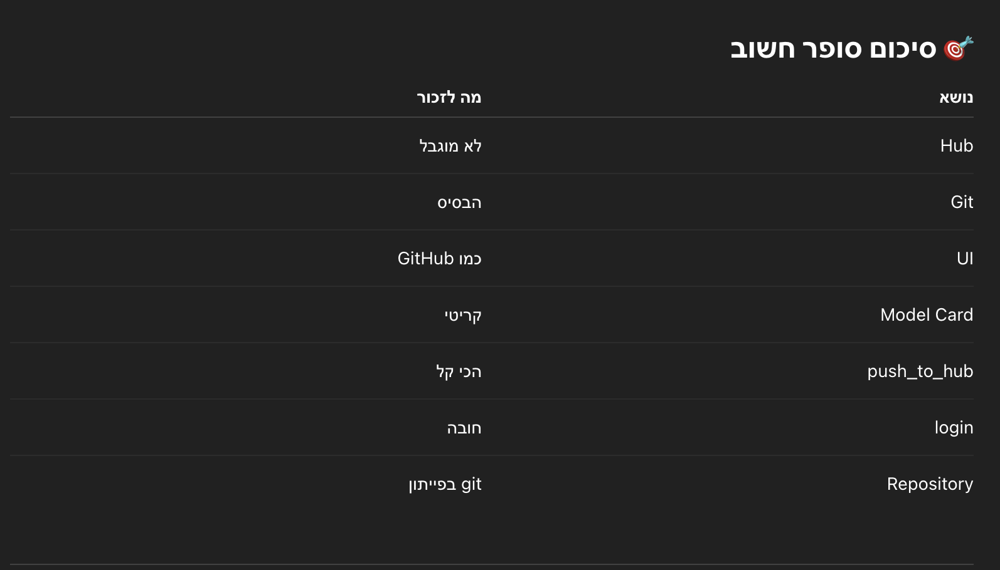 🎯 סיכום סופר חשוב
נושא מה לזכור
Hub לא מוגבל
Git הבסיס
UI כמו GitHub
Model Card קריטי
push_to_hub הכי קל
login חובה
Repository git בפייתון